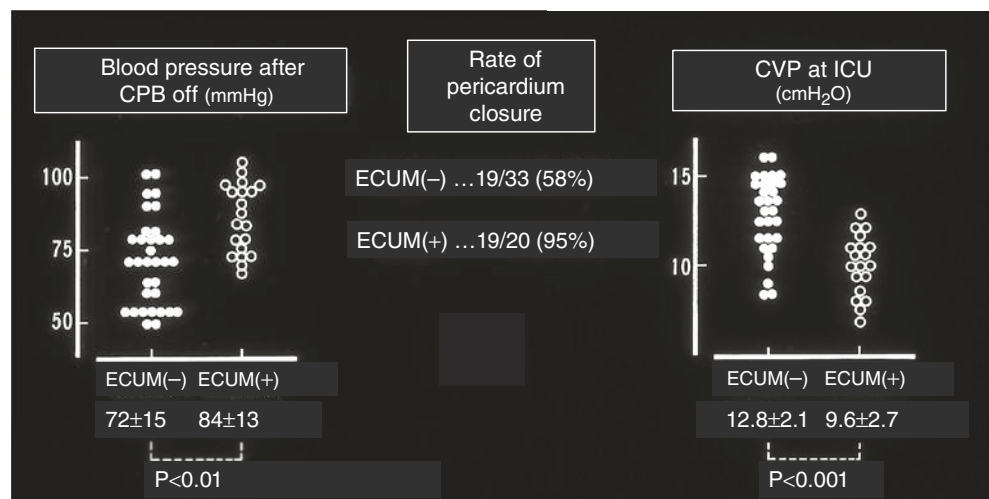 Blood pressure after
CPB off (mmHg)
100
75
50
ECUM(–) ECUM(+)
72±15 84±13
P<0.01
Rate of
pericardium
closure
ECUM(–) …19/33 (58%)
ECUM(+) …19/20 (95%)
CVP at ICU
(cmH₂O)
15
10
ECUM(–) ECUM(+)
12.8±2.1 9.6±2.7
P<0.001